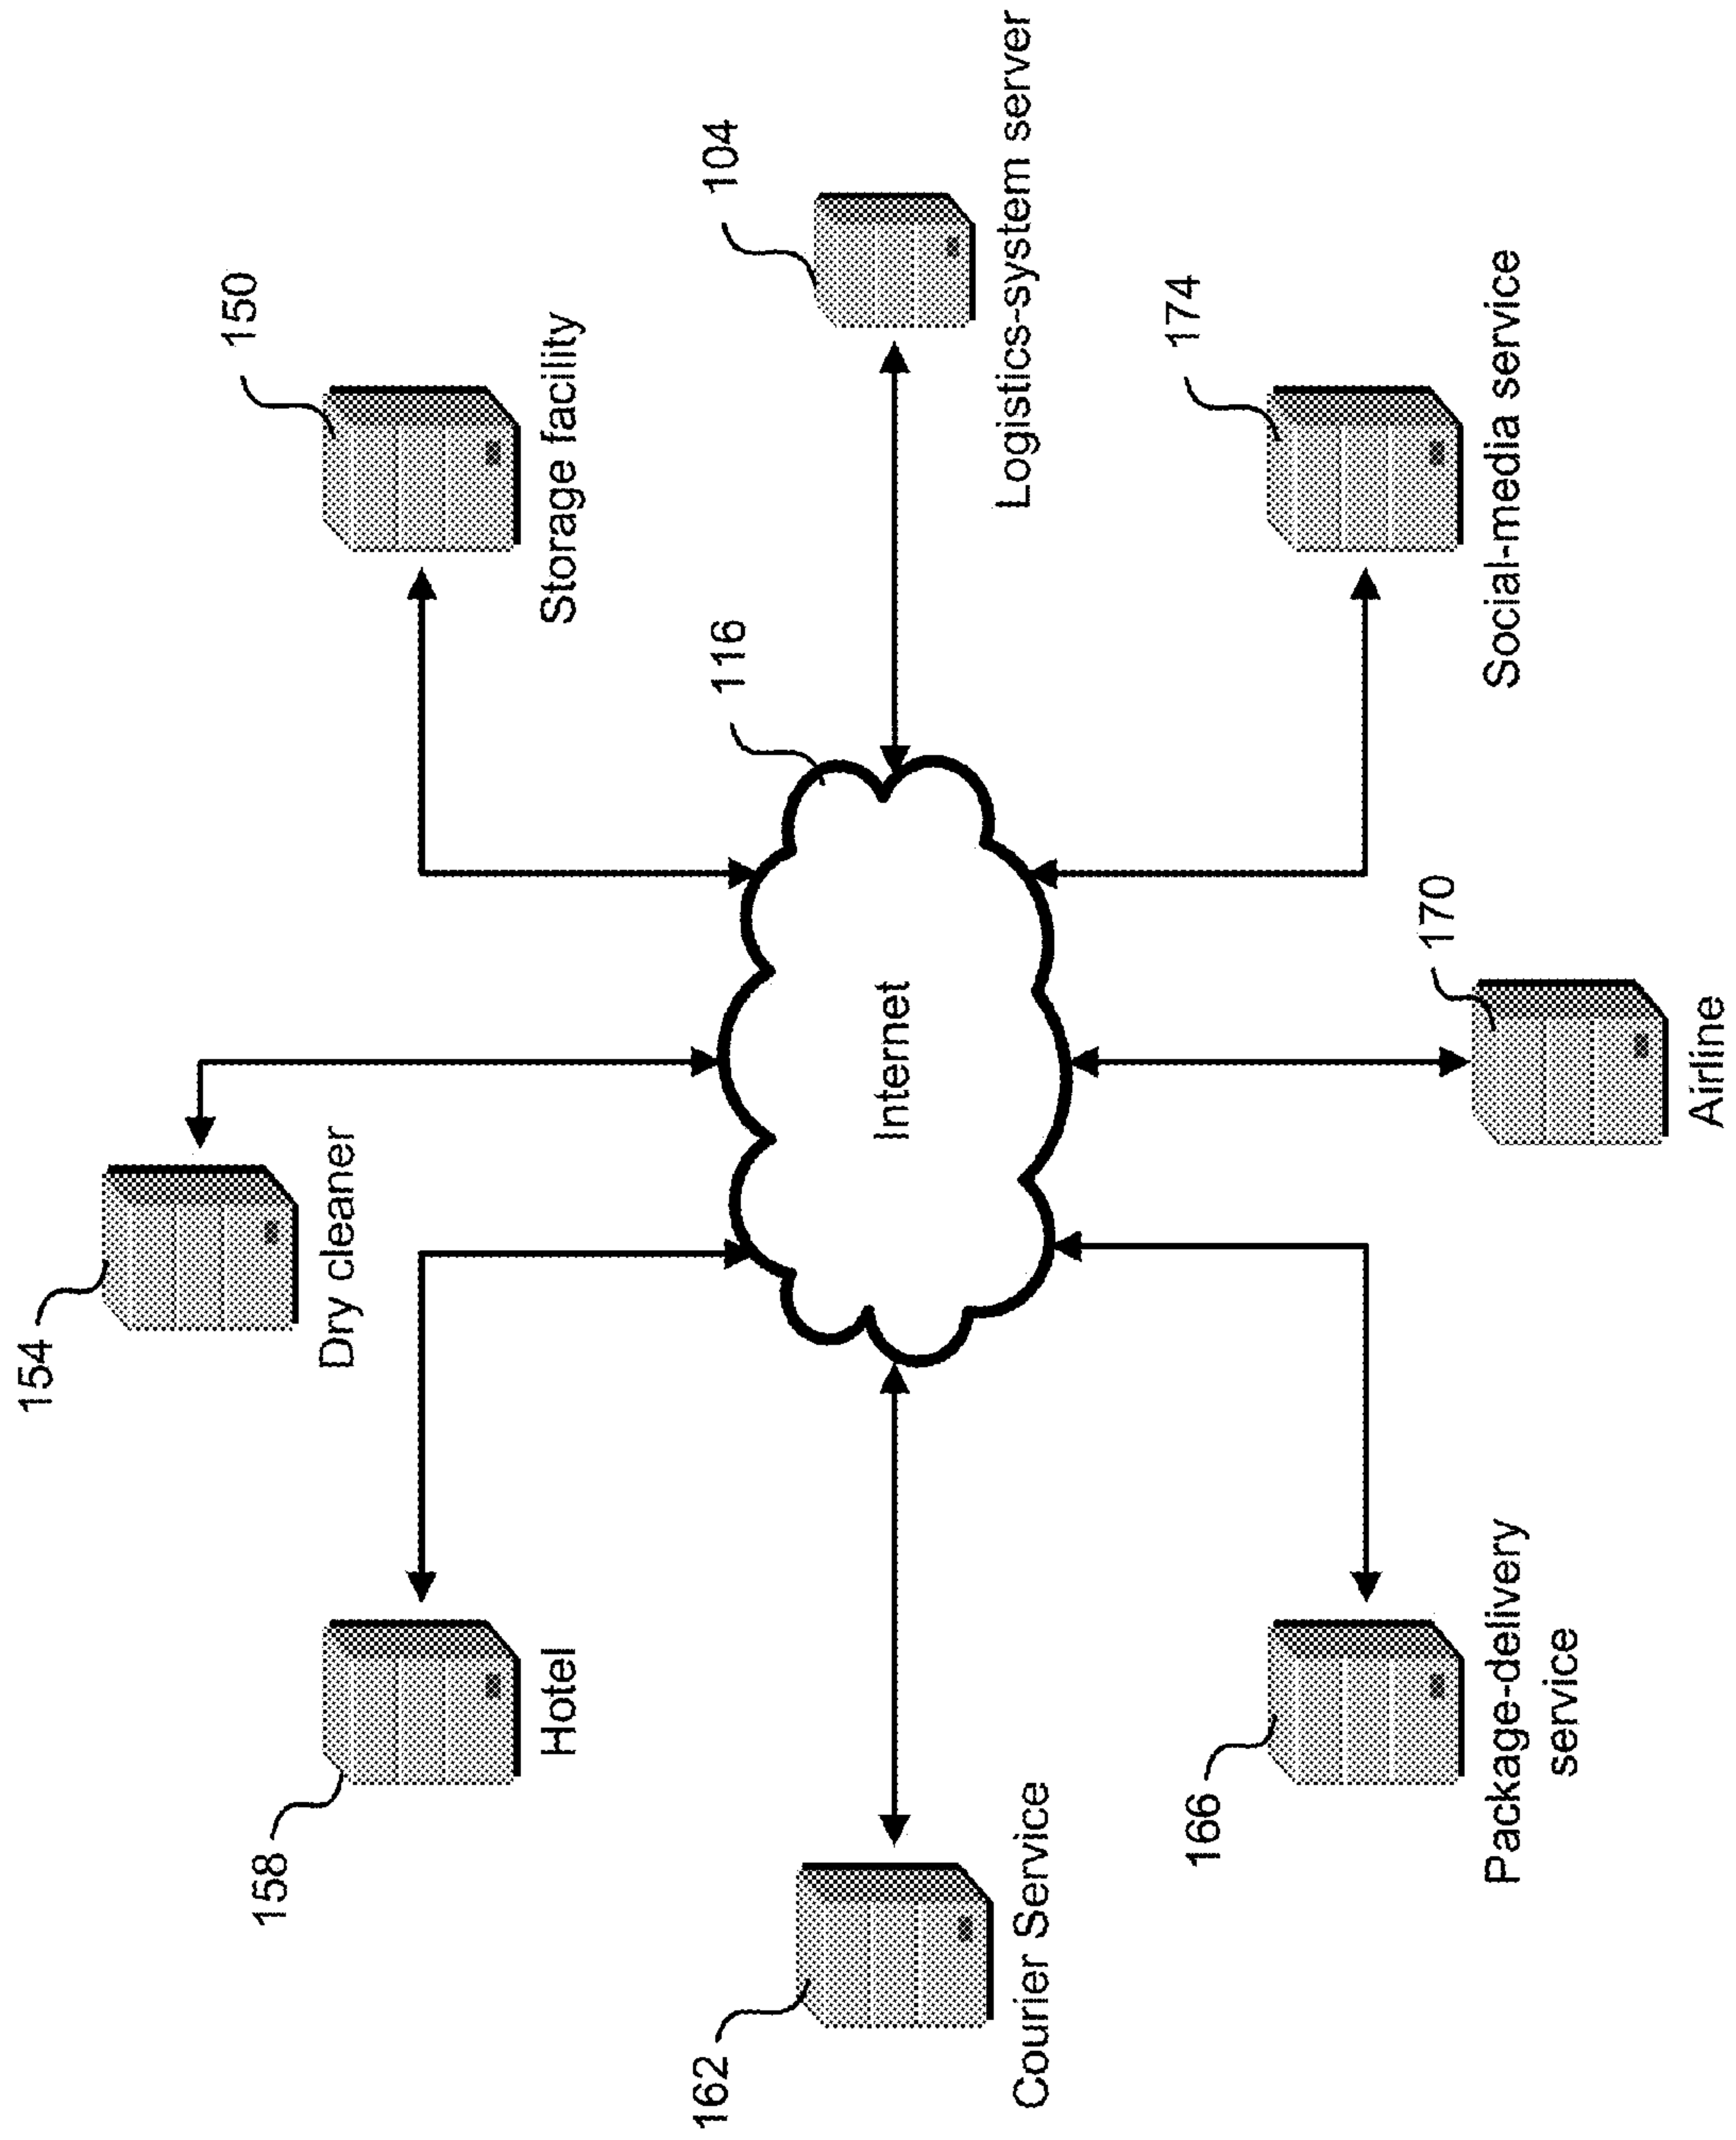 154
Dry cleaner
158
Hotel
150
Storage facility
162
Courier Service
116
Internet
104
Logistics-system server
166
Package-delivery
service
170
Airline
174
Social-media service